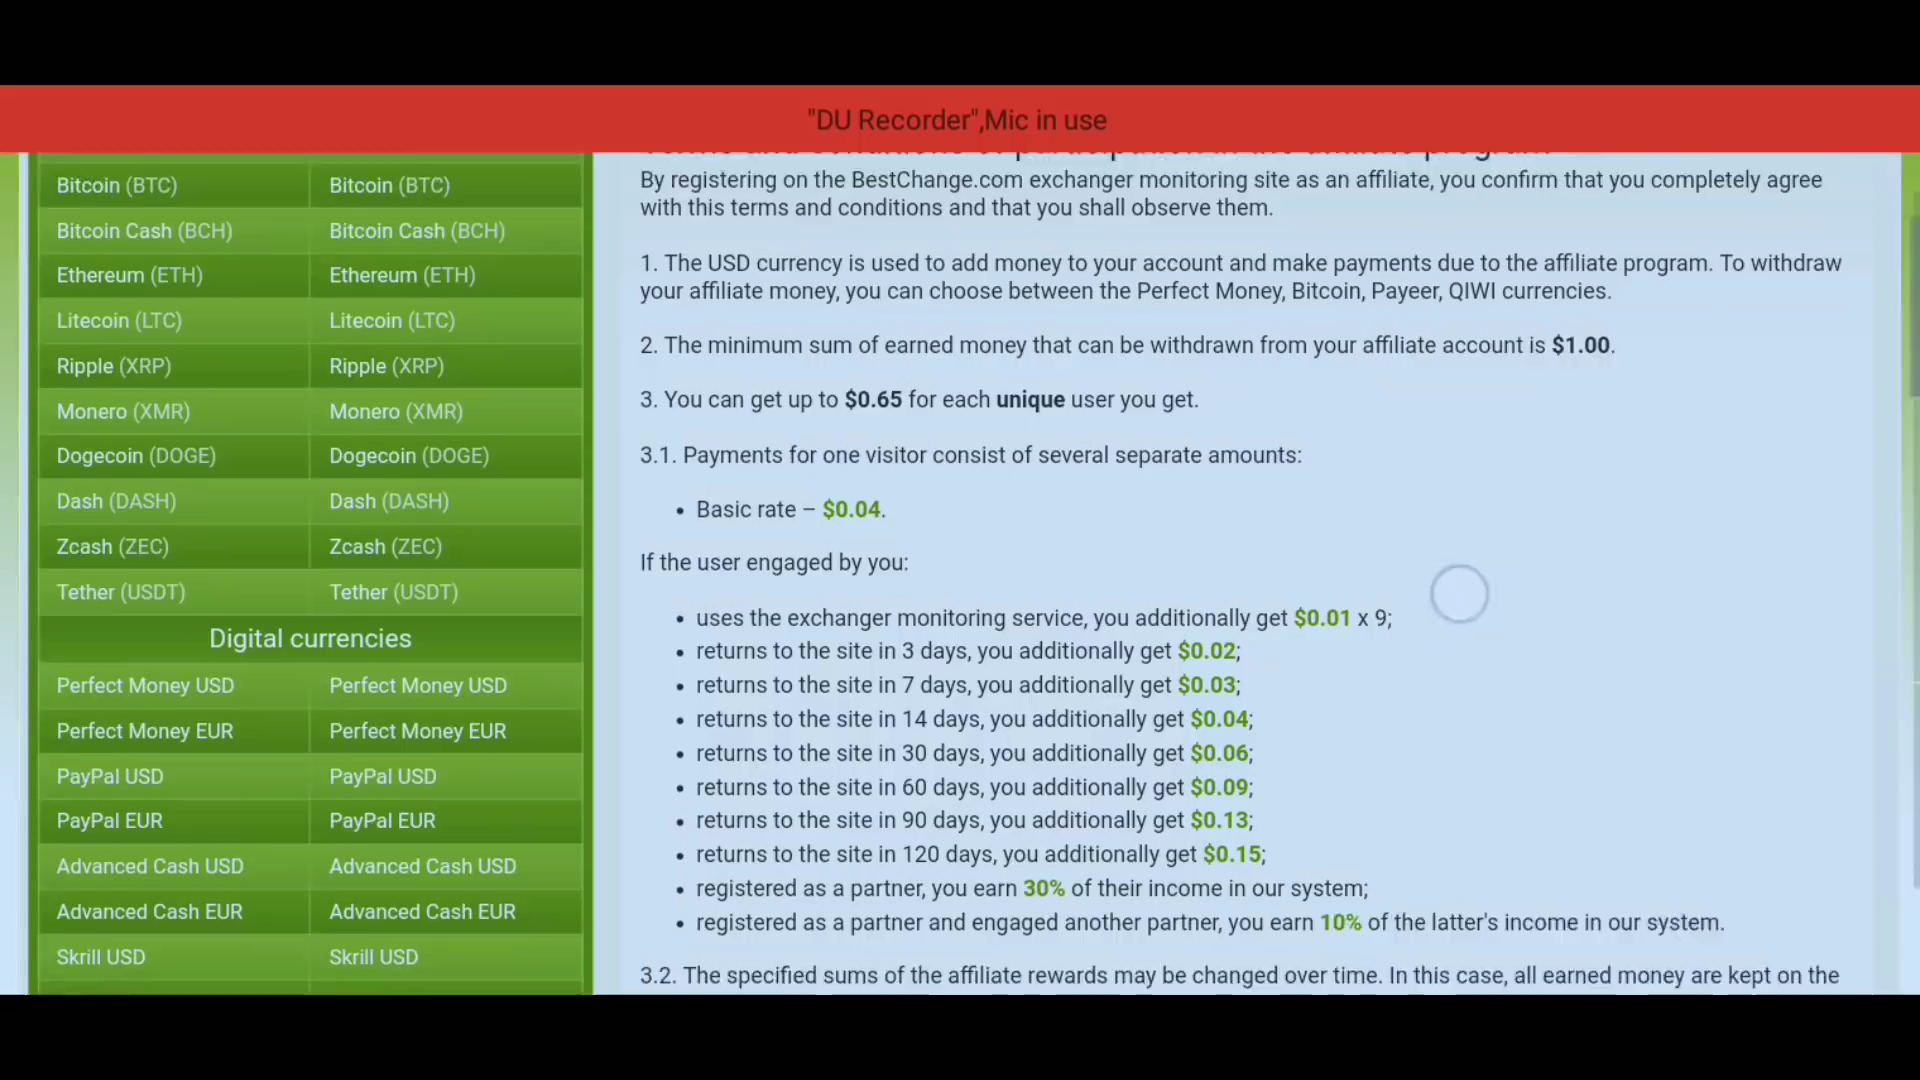 "DU Recorder",Mic in use
Bitcoin (BTC) Bitcoin (BTC)
Bitcoin Cash (BCH) Bitcoin Cash (BCH)
Ethereum (ETH) Ethereum (ETH)
Litecoin (LTC) Litecoin (LTC)
Ripple (XRP) Ripple (XRP)
Monero (XMR) Monero (XMR)
Dogecoin (DOGE) Dogecoin (DOGE)
Dash (DASH) Dash (DASH)
Zcash (ZEC) Zcash (ZEC)
Tether (USDT) Tether (USDT)
Digital currencies
Perfect Money USD Perfect Money USD
Perfect Money EUR Perfect Money EUR
PayPal USD PayPal USD
PayPal EUR PayPal EUR
Advanced Cash USD Advanced Cash USD
Advanced Cash EUR Advanced Cash EUR
Skrill USD Skrill USD
By registering on the BestChange.com exchanger monitoring site as an affiliate, you confirm that you completely agree
with this terms and conditions and that you shall observe them.
1. The USD currency is used to add money to your account and make payments due to the affiliate program. To withdraw
your affiliate money, you can choose between the Perfect Money, Bitcoin, Payeer, QIWI currencies.
2. The minimum sum of earned money that can be withdrawn from your affiliate account is $1.00.
3. You can get up to $0.65 for each unique user you get.
3.1. Payments for one visitor consist of several separate amounts:
• Basic rate – $0.04.
If the user engaged by you:
• uses the exchanger monitoring service, you additionally get $0.01 x 9;
• returns to the site in 3 days, you additionally get $0.02;
• returns to the site in 7 days, you additionally get $0.03;
• returns to the site in 14 days, you additionally get $0.04;
• returns to the site in 30 days, you additionally get $0.06;
• returns to the site in 60 days, you additionally get $0.09;
• returns to the site in 90 days, you additionally get $0.13;
• returns to the site in 120 days, you additionally get $0.15;
• registered as a partner, you earn 30% of their income in our system;
• registered as a partner and engaged another partner, you earn 10% of the latter's income in our system.
3.2. The specified sums of the affiliate rewards may be changed over time. In this case, all earned money are kept on the